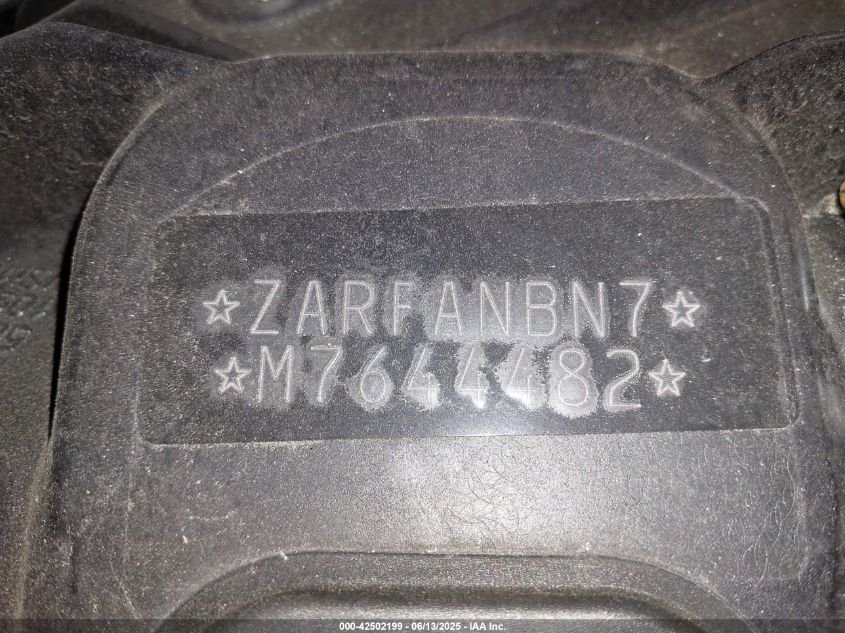 ☆ZARFANBN7☆
☆M7644482☆
000-42502199 - 06/13/2025 - IAA Inc.